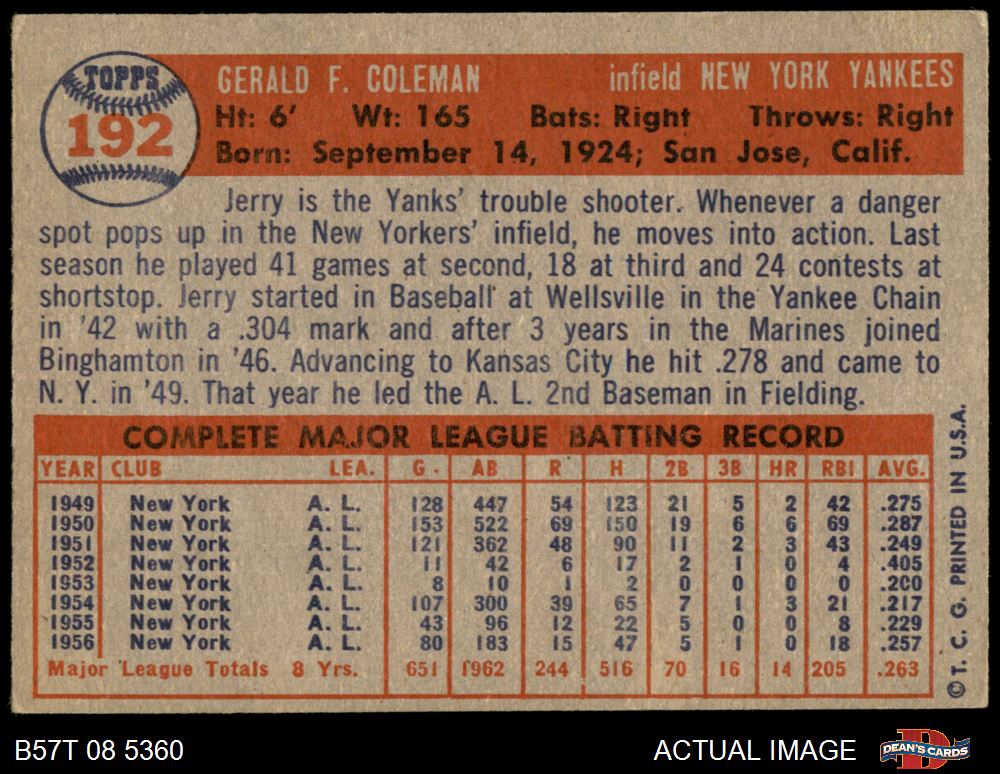 TOPPS
192
GERALD F. COLEMAN infield NEW YORK YANKEES
Ht: 6' Wt: 165 Bats: Right Throws: Right
Born: September 14, 1924; San Jose, Calif.
Jerry is the Yanks' trouble shooter. Whenever a danger
spot pops up in the New Yorkers' infield, he moves into action. Last
season he played 41 games at second, 18 at third and 24 contests at
shortstop. Jerry started in Baseball at Wellsville in the Yankee Chain
in '42 with a .304 mark and after 3 years in the Marines joined
Binghamton in '46. Advancing to Kansas City he hit .278 and came to
N. Y. in '49. That year he led the A. L. 2nd Baseman in Fielding.
COMPLETE MAJOR LEAGUE BATTING RECORD
YEAR CLUB LEA. G. AB R H 2B 3B HR RBI AVG.
1949 New York A. L. 128 447 54 123 21 5 2 42 .275
1950 New York A. L. 153 522 69 150 19 6 6 69 .287
1951 New York A. L. 121 362 48 90 11 2 3 43 .249
1952 New York A. L. 11 42 6 17 2 1 0 4 .405
1953 New York A. L. 8 10 1 2 0 0 0 0 .200
1954 New York A. L. 107 300 39 65 7 1 3 21 .217
1955 New York A. L. 43 96 12 22 5 0 0 8 .229
1956 New York A. L. 80 183 15 47 5 1 0 18 .257
Major League Totals 8 Yrs. 651 1962 244 516 70 16 14 205 .263
© T. C. G. PRINTED IN U.S.A.
B57T 08 5360 ACTUAL IMAGE DEAN'S CARDS